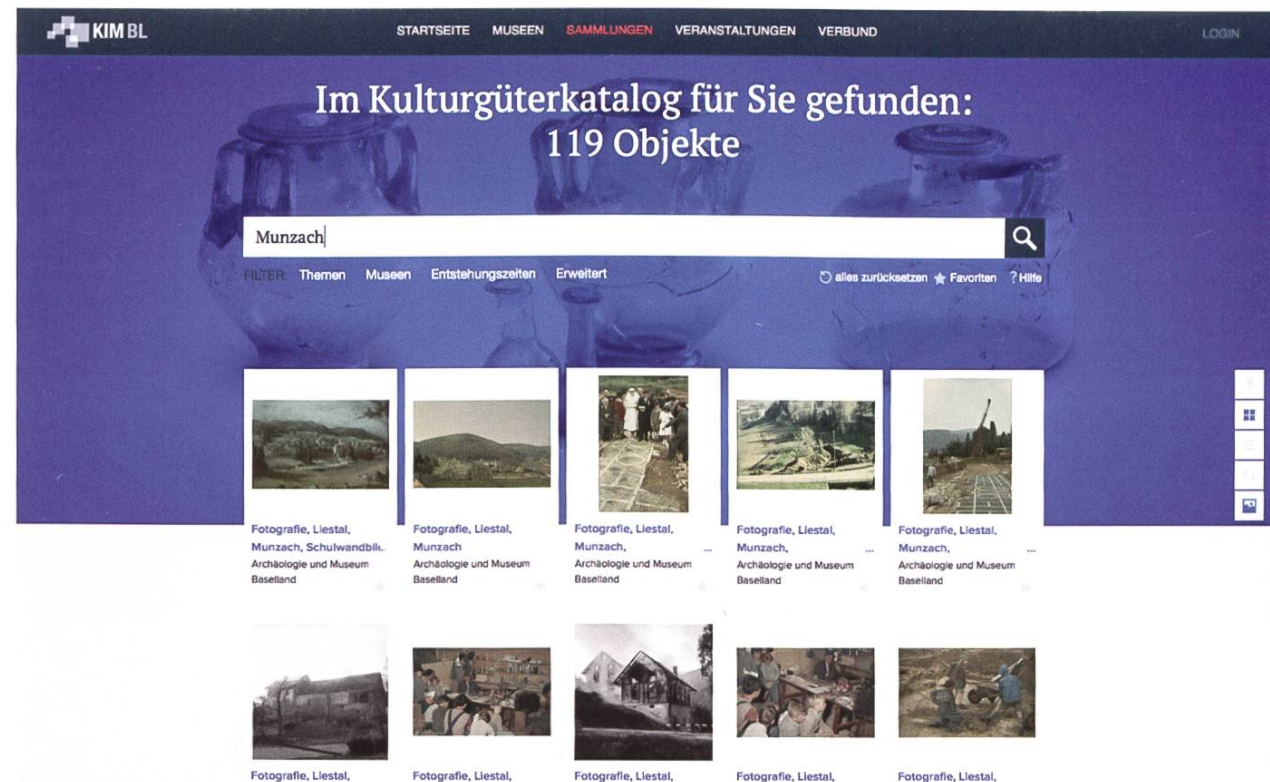 KIM BL
STARTSEITE MUSEEN SAMMLUNGEN VERANSTALTUNGEN VERBUND
LOGIN
Im Kulturgüterkatalog für Sie gefunden:
119 Objekte
Munzach
FILTER: Themen Museen Entstehungszeiten Erweitert
alles zurücksetzen Favoriten ? Hilfe
Fotografie, Liestal,
Munzach, Schulwandbil...
Archäologie und Museum
Baselland
Fotografie, Liestal,
Munzach
Archäologie und Museum
Baselland
Fotografie, Liestal,
Munzach, ...
Archäologie und Museum
Baselland
Fotografie, Liestal,
Munzach, ...
Archäologie und Museum
Baselland
Fotografie, Liestal,
Munzach, ...
Archäologie und Museum
Baselland
Fotografie, Liestal,
Fotografie, Liestal,
Fotografie, Liestal,
Fotografie, Liestal,
Fotografie, Liestal,